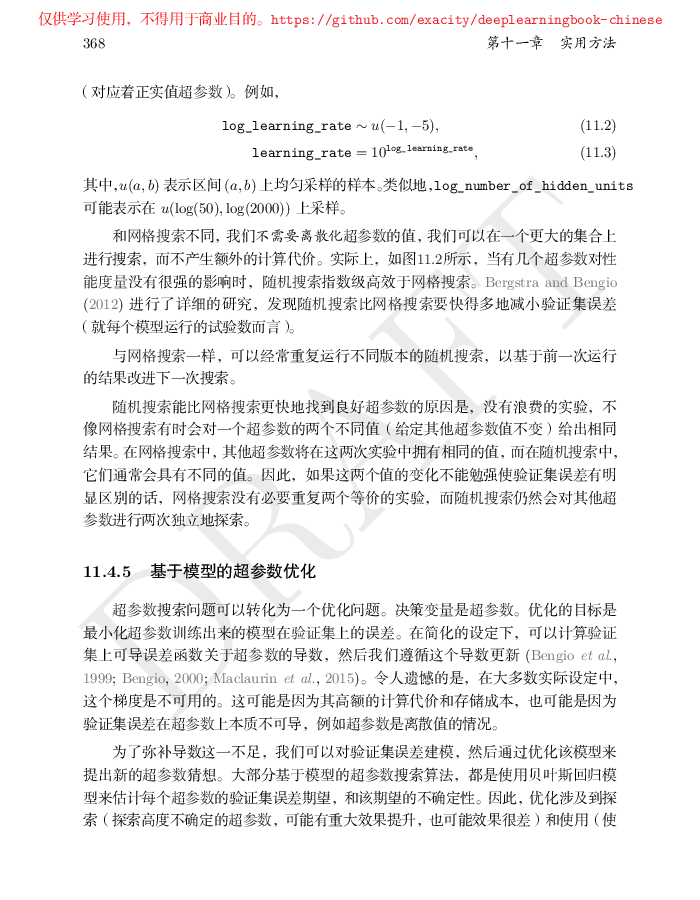 仅供学习使用，不得用于商业目的。https://github.com/exacity/deeplearningbook-chinese
368 第十一章 实用方法
（对应着正实值超参数）。例如，
log_learning_rate ∼ u(−1, −5), (11.2)
learning_rate = 10^log_learning_rate, (11.3)
其中，u(a, b) 表示区间 (a, b) 上均匀采样的样本。类似地，log_number_of_hidden_units
可能表示在 u(log(50), log(2000)) 上采样。
和网格搜索不同，我们不需要离散化超参数的值，我们可以在一个更大的集合上
进行搜索，而不产生额外的计算代价。实际上，如图11.2所示，当有几个超参数对性
能度量没有很强的影响时，随机搜索指数级高效于网格搜索。Bergstra and Bengio
(2012) 进行了详细的研究，发现随机搜索比网格搜索要快得多地减小验证集误差
（就每个模型运行的试验数而言）。
与网格搜索一样，可以经常重复运行不同版本的随机搜索，以基于前一次运行
的结果改进下一次搜索。
随机搜索能比网格搜索更快地找到良好超参数的原因是，没有浪费的实验，不
像网格搜索有时会对一个超参数的两个不同值（给定其他超参数值不变）给出相同
结果。在网格搜索中，其他超参数将在这两次实验中拥有相同的值，而在随机搜索中，
它们通常会具有不同的值。因此，如果这两个值的变化不能勉强使验证集误差有明
显区别的话，网格搜索没有必要重复两个等价的实验，而随机搜索仍然会对其他超
参数进行两次独立地探索。
11.4.5 基于模型的超参数优化
超参数搜索问题可以转化为一个优化问题。决策变量是超参数。优化的目标是
最小化超参数训练出来的模型在验证集上的误差。在简化的设定下，可以计算验证
集上可导误差函数关于超参数的导数，然后我们遵循这个导数更新 (Bengio et al.,
1999; Bengio, 2000; Maclaurin et al., 2015)。令人遗憾的是，在大多数实际设定中，
这个梯度是不可用的。这可能是因为其高额的计算代价和存储成本，也可能是因为
验证集误差在超参数上本质不可导，例如超参数是离散值的情况。
为了弥补导数这一不足，我们可以对验证集误差建模，然后通过优化该模型来
提出新的超参数猜想。大部分基于模型的超参数搜索算法，都是使用贝叶斯回归模
型来估计每个超参数的验证集误差期望，和该期望的不确定性。因此，优化涉及到探
索（探索高度不确定的超参数，可能有重大效果提升，也可能效果很差）和使用（使
DRAFT